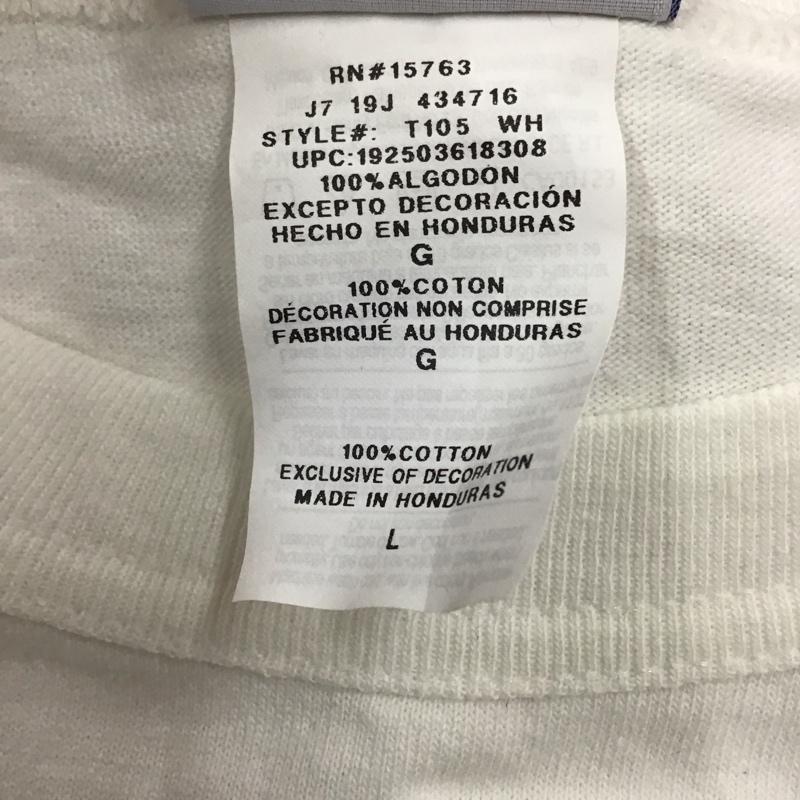 RN#15763
J7 19J 434716
STYLE#: T105 WH
UPC:192503618308
100%ALGODÓN
EXCEPTO DECORACIÓN
HECHO EN HONDURAS
G
100%COTON
DÉCORATION NON COMPRISE
FABRIQUÉ AU HONDURAS
G
100%COTTON
EXCLUSIVE OF DECORATION
MADE IN HONDURAS
L